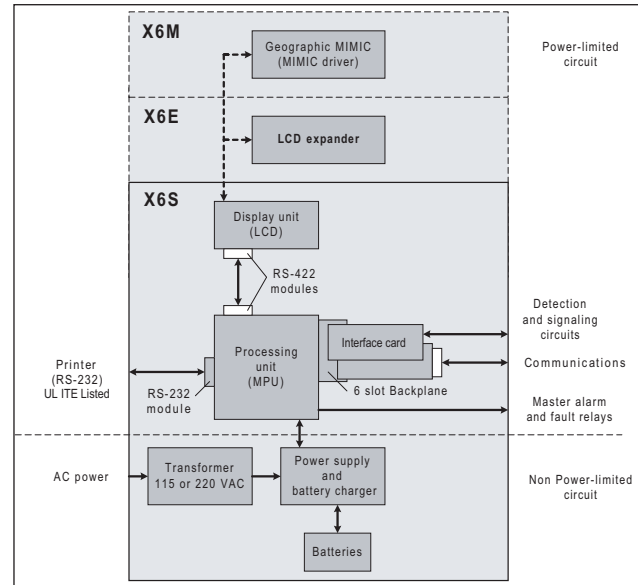 X6M
Geographic MIMIC
(MIMIC driver)
Power-limited
circuit
X6E
LCD expander
X6S
Display unit
(LCD)
RS-422
modules
Detection
and signaling
circuits
Interface card
Processing
unit
(MPU)
Printer
(RS-232)
UL ITE Listed
Communications
RS-232
module
6 slot Backplane
Master alarm
and fault relays
AC power
Transformer
115 or 220 VAC
Power supply
and
battery charger
Non Power-limited
circuit
Batteries